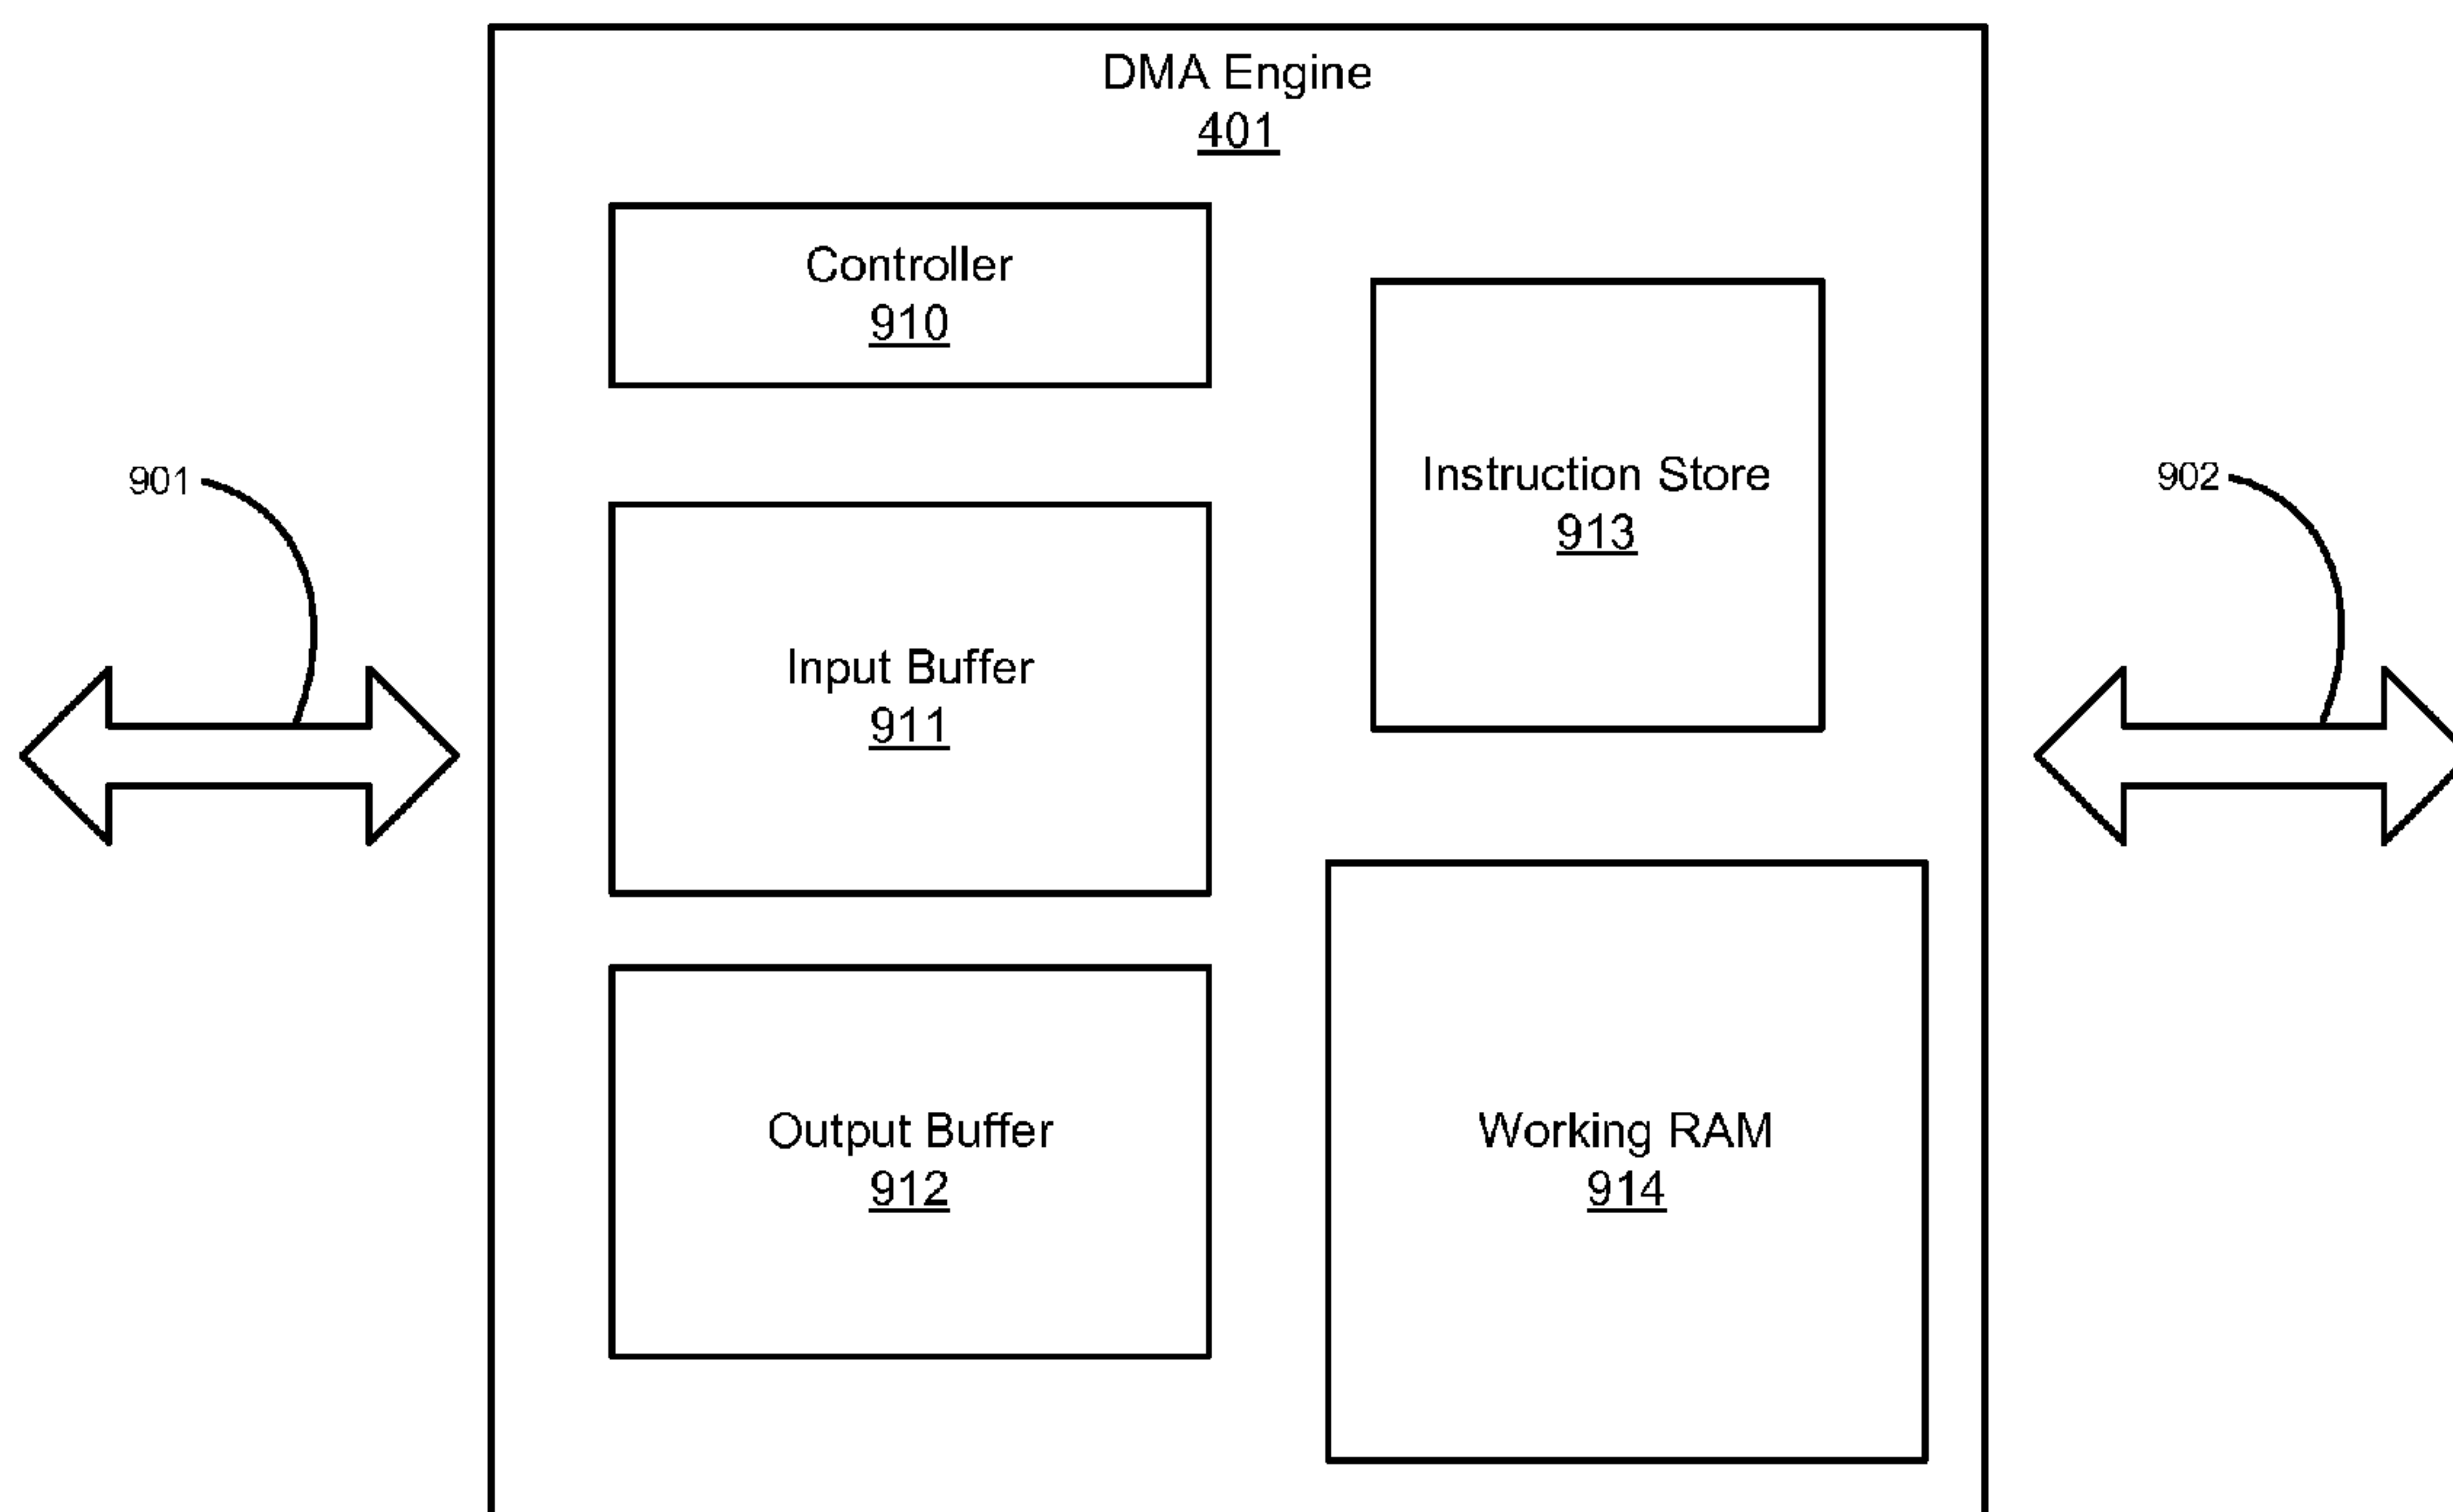 DMA Engine
401
Controller
910
Instruction Store
913
901
902
Input Buffer
911
Output Buffer
912
Working RAM
914